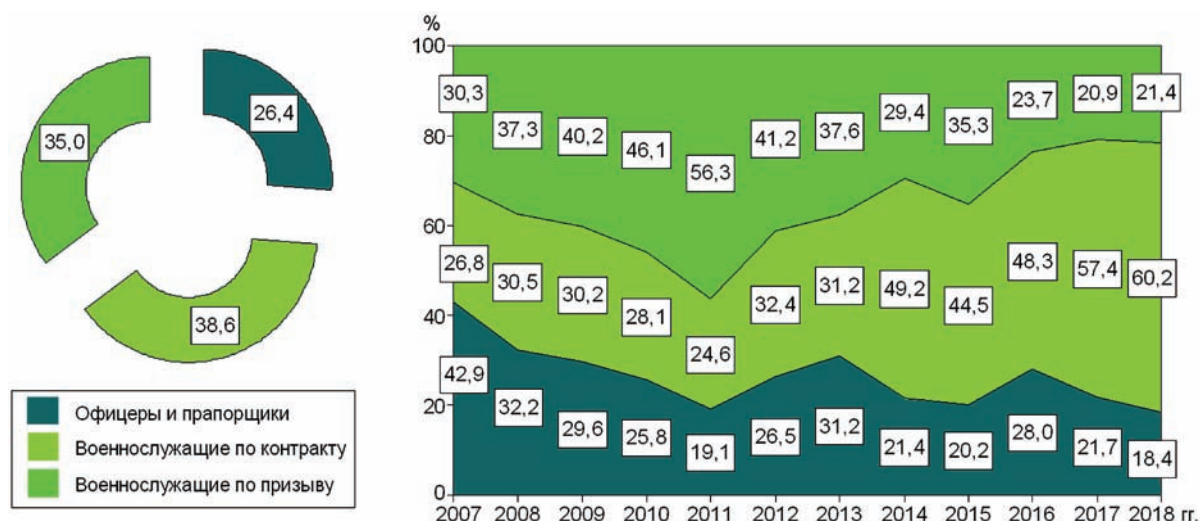 26,4
35,0
38,6
Офицеры и прапорщики
Военнослужащие по контракту
Военнослужащие по призыву
%
100
80
60
40
20
0
30,3 37,3 40,2 46,1 56,3 41,2 37,6 29,4 35,3 23,7 20,9 21,4
26,8 30,5 30,2 28,1 24,6 32,4 31,2 49,2 44,5 48,3 57,4 60,2
42,9 32,2 29,6 25,8 19,1 26,5 31,2 21,4 20,2 28,0 21,7 18,4
2007 2008 2009 2010 2011 2012 2013 2014 2015 2016 2017 2018 гг.